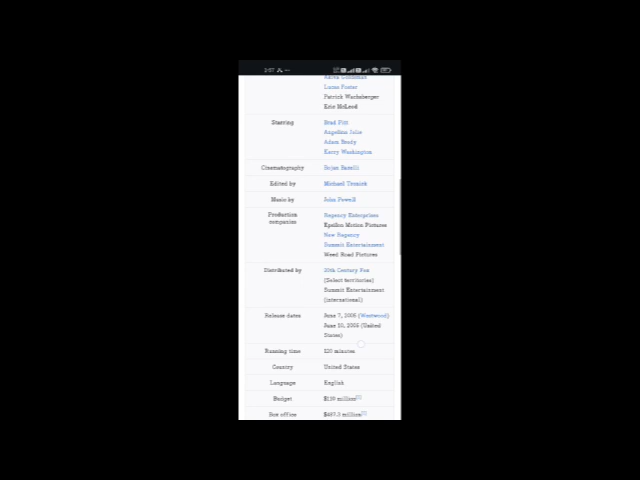 Lucas Foster
Patrick Wachsberger
Eric McLeod
Starring
Brad Pitt
Angelina Jolie
Adam Brody
Kerry Washington
Cinematography
Bojan Bazelli
Edited by
Michael Tronick
Music by
John Powell
Production
companies
Regency Enterprises
Epsilon Motion Pictures
New Regency
Summit Entertainment
Weed Road Pictures
Distributed by
20th Century Fox
(Select territories)
Summit Entertainment
(international)
Release dates
June 7, 2005 (Westwood)
June 10, 2005 (United
States)
Running time
120 minutes
Country
United States
Language
English
Budget
Box office